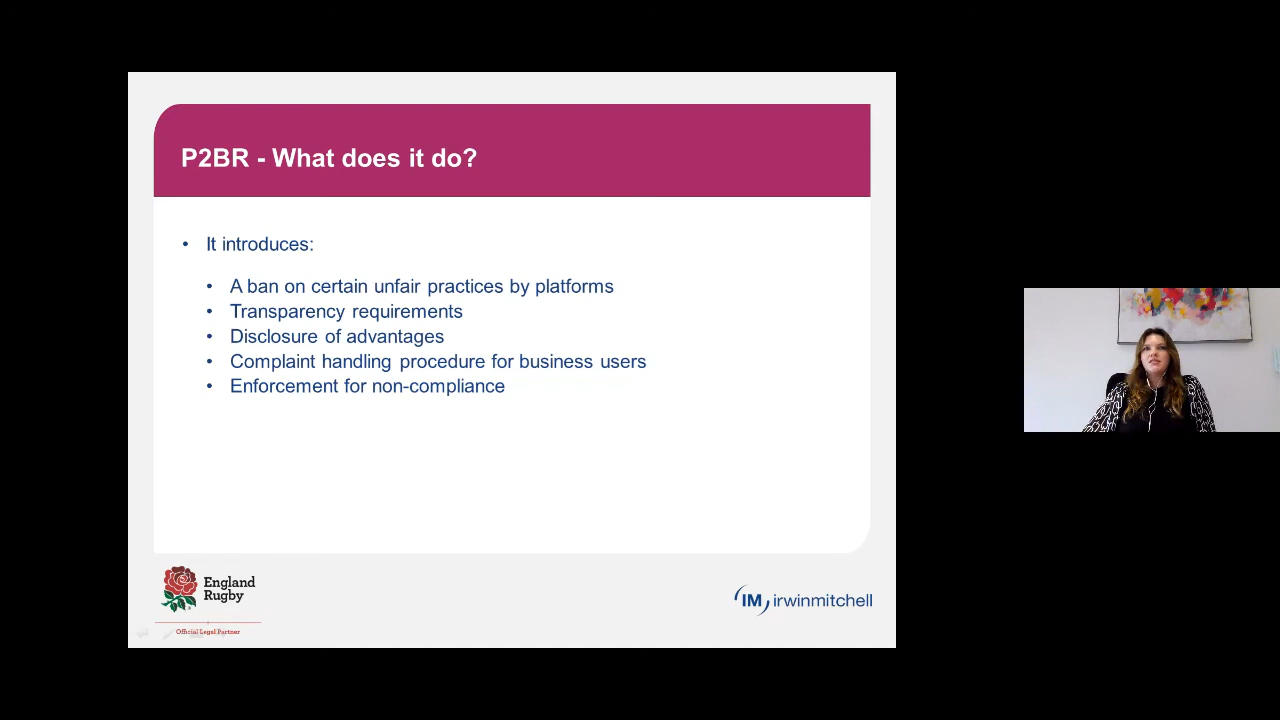 P2BR - What does it do?
• It introduces:
• A ban on certain unfair practices by platforms
• Transparency requirements
• Disclosure of advantages
• Complaint handling procedure for business users
• Enforcement for non-compliance
England
Rugby
Official Legal Partner
IM irwinmitchell